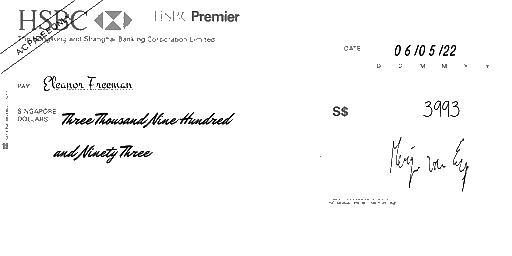 HSBC HSBC Premier
A/C PAYEE ONLY
The Hongkong and Shanghai Banking Corporation Limited
DATE 06/05/22
D D M M Y Y
PAY Eleanor Freeman
SINGAPORE
DOLLARS Three Thousand Nine Hundred
and Ninety Three
S$ 3993